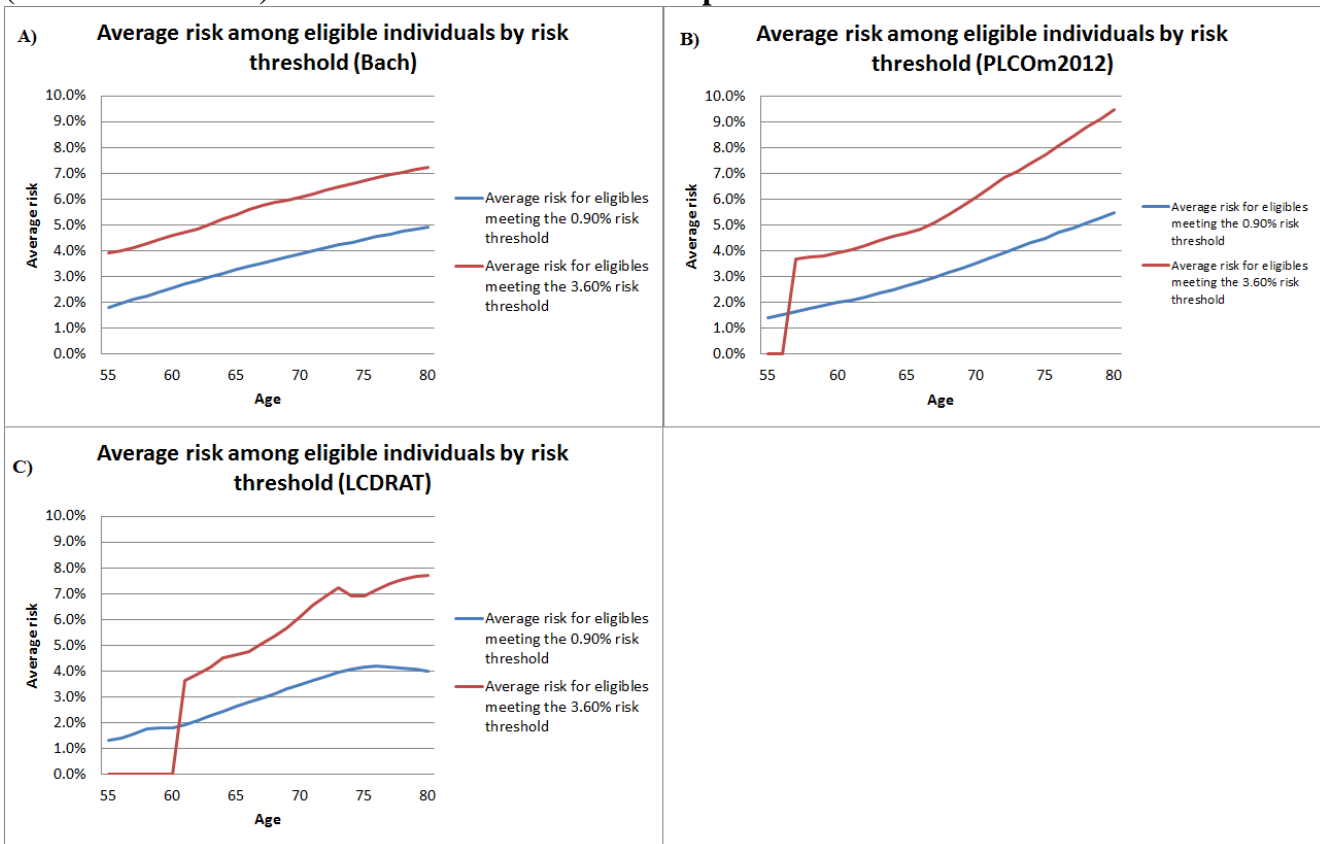 A)
Average risk among eligible individuals by risk
threshold (Bach)
10.0%
9.0%
8.0%
7.0%
6.0%
5.0%
4.0%
3.0%
2.0%
1.0%
0.0%
Average risk
55 60 65 70 75 80
Age
Average risk for eligibles
meeting the 0.90% risk
threshold
Average risk for eligibles
meeting the 3.60% risk
threshold
B)
Average risk among eligible individuals by risk
threshold (PLCOm2012)
10.0%
9.0%
8.0%
7.0%
6.0%
5.0%
4.0%
3.0%
2.0%
1.0%
0.0%
Average risk
55 60 65 70 75 80
Age
Average risk for eligibles
meeting the 0.90% risk
threshold
Average risk for eligibles
meeting the 3.60% risk
threshold
C)
Average risk among eligible individuals by risk
threshold (LCDRAT)
10.0%
9.0%
8.0%
7.0%
6.0%
5.0%
4.0%
3.0%
2.0%
1.0%
0.0%
Average risk
55 60 65 70 75 80
Age
Average risk for eligibles
meeting the 0.90% risk
threshold
Average risk for eligibles
meeting the 3.60% risk
threshold